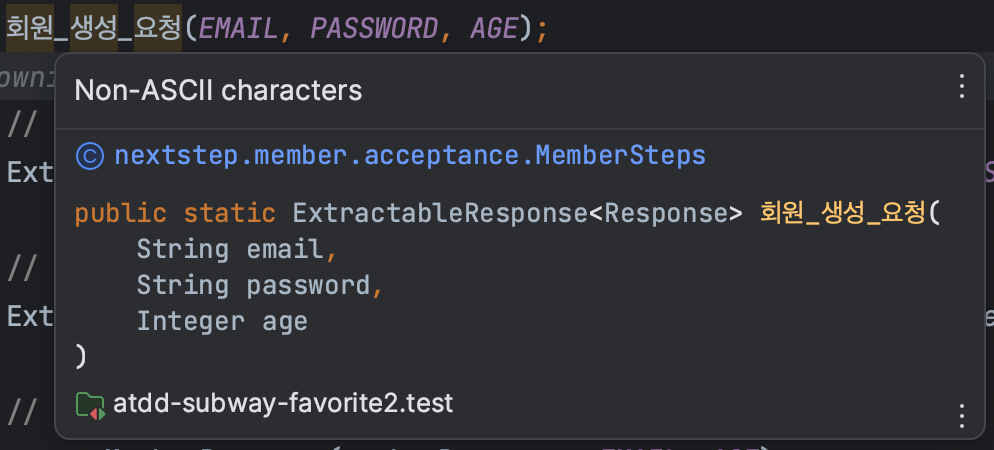 회원_생성_요청(EMAIL, PASSWORD, AGE);
Non-ASCII characters
//
nextstep.member.acceptance.MemberSteps
Ext
public static ExtractableResponse<Response> 회원_생성_요청(
String email,
//
String password,
Ext
Integer age
)
//
atdd-subway-favorite2.test